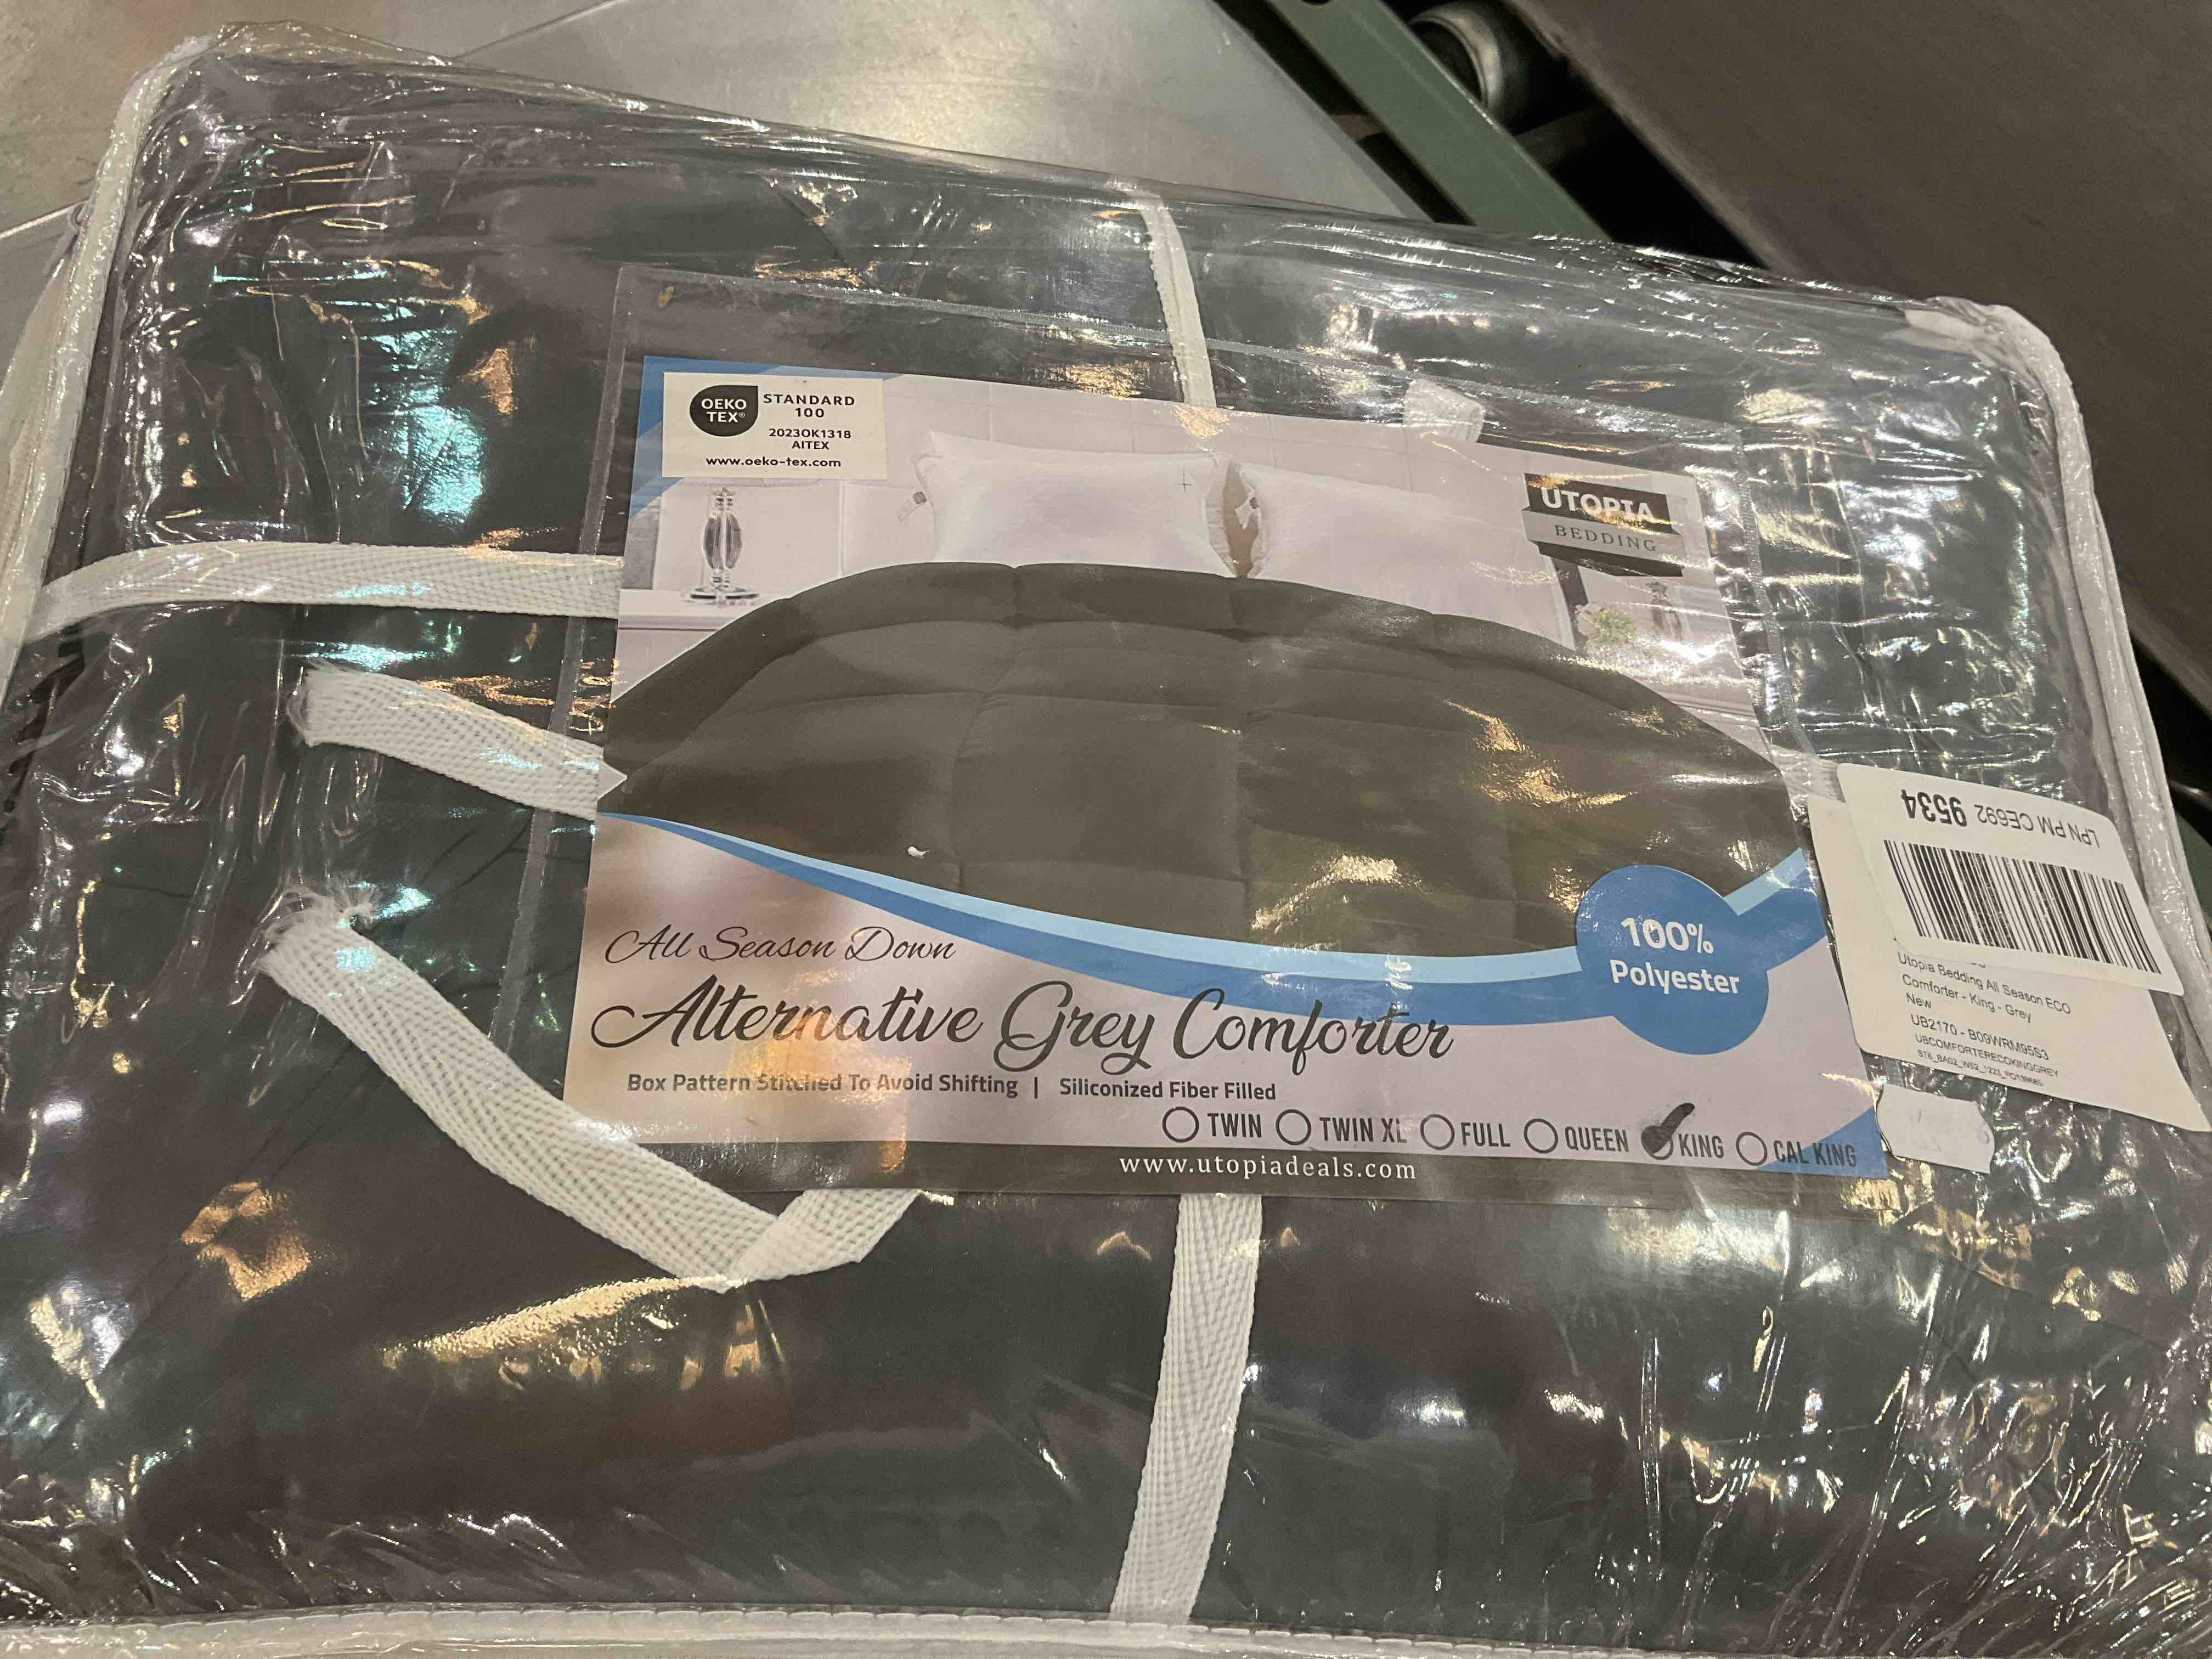 OEKO
TEX®
STANDARD
100
2023OK1318
AITEX
www.oeko-tex.com
UTOPIA
BEDDING
LPN PM CE692 9534
100%
Polyester
All Season Down
Alternative Grey Comforter
Box Pattern Stitched To Avoid Shifting | Siliconized Fiber Filled
TWIN TWIN XL FULL QUEEN KING CAL KING
www.utopiadeals.com
Utopia Bedding All Season ECO
Comforter - King - Grey
New
UB2170 - B09WRM95S3
UBCOMFORTERECOKINGGREY